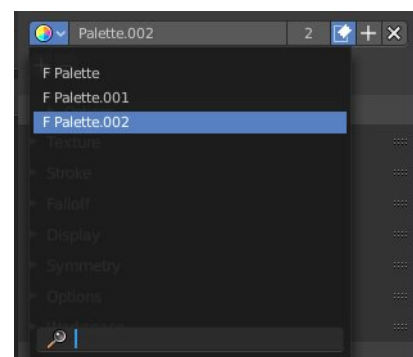 Palette.002 2
F Palette
F Palette.001
F Palette.002
Texture
Stroke
Falloff
Display
Symmetry
Options